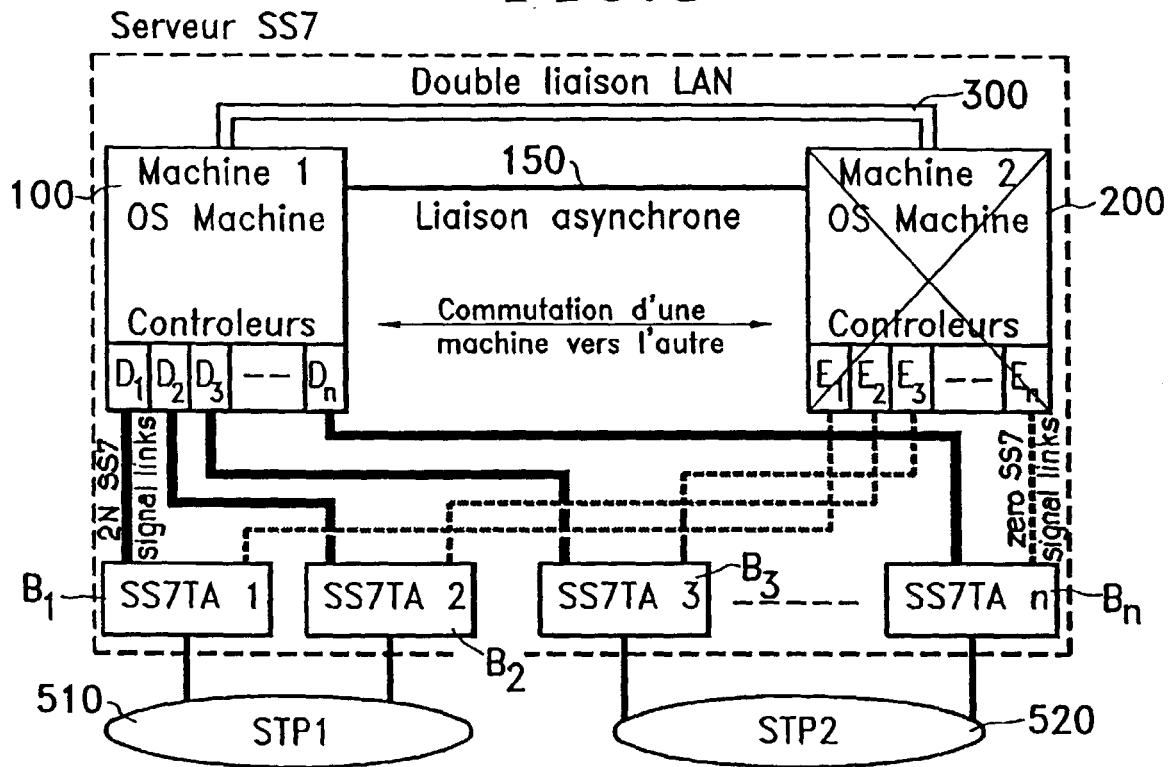 Serveur SS7
Double liaison LAN
300
100
Machine 1
OS Machine
Controleurs
D1 D2 D3 -- Dn
150
Liaison asynchrone
Commutation d'une
machine vers l'autre
Machine 2
OS Machine
Controleurs
E1 E2 E3 -- En
200
2N SS7
signal links
zero SS7
signal links
B1
SS7TA 1
SS7TA 2
B2
SS7TA 3
B3
SS7TA n
Bn
510
STP1
STP2
520